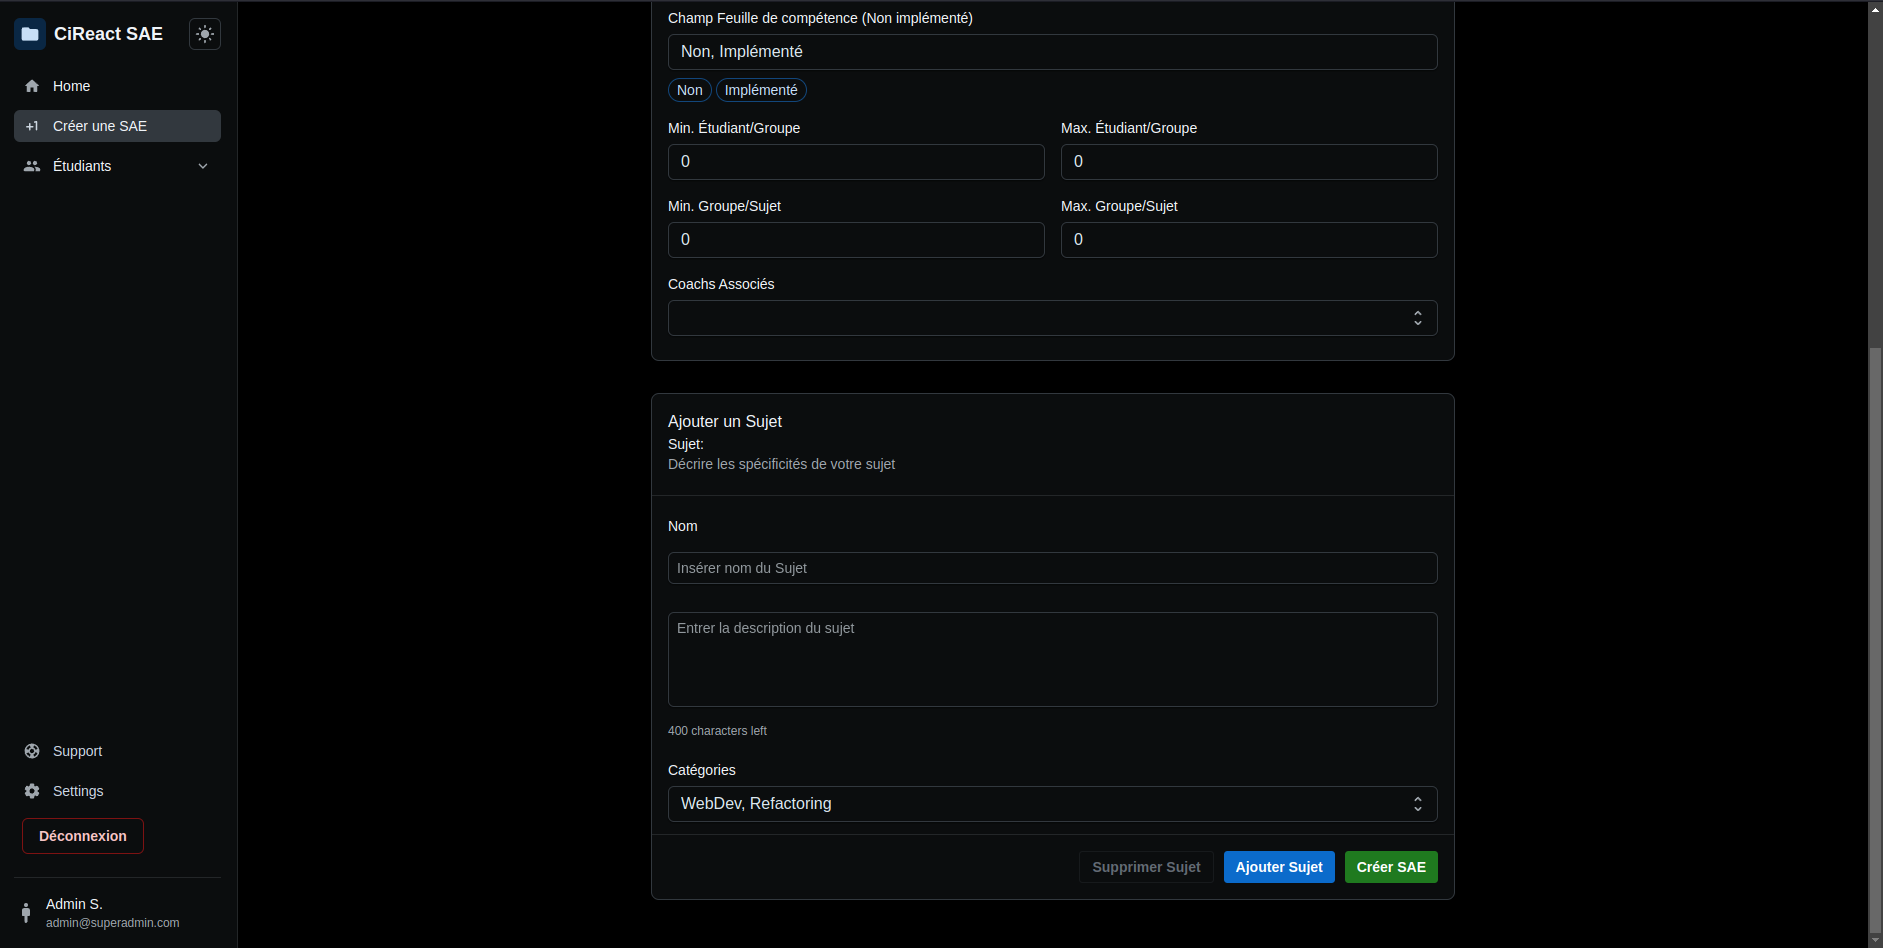 CiReact SAE
Home
Créer une SAE
Étudiants
Support
Settings
Déconnexion
Admin S.
admin@superadmin.com
Champ Feuille de compétence (Non implémenté)
Non, Implémenté
Non Implémenté
Min. Étudiant/Groupe Max. Étudiant/Groupe
0 0
Min. Groupe/Sujet Max. Groupe/Sujet
0 0
Coachs Associés
Ajouter un Sujet
Sujet:
Décrire les spécificités de votre sujet
Nom
Insérer nom du Sujet
Entrer la description du sujet
400 characters left
Catégories
WebDev, Refactoring
Supprimer Sujet Ajouter Sujet Créer SAE